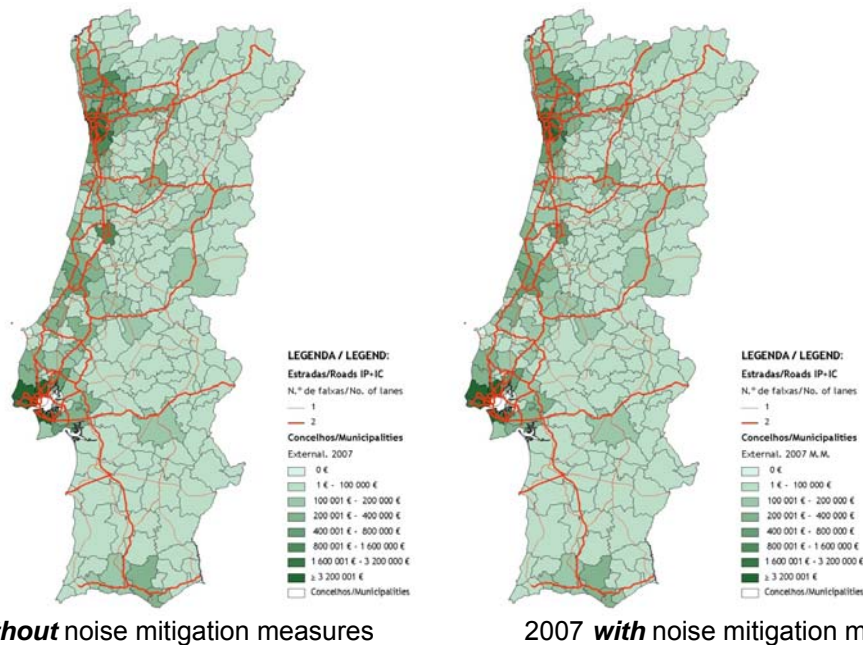 LEGENDA / LEGEND:
Estradas/Roads IP+IC
N.º de faixas/No. of lanes
1
2
Concelhos/Municipalities
External. 2007
0 €
1 € - 100 000 €
100 001 € - 200 000 €
200 001 € - 400 000 €
400 001 € - 800 000 €
800 001 € - 1 600 000 €
1 600 001 € - 3 200 000 €
≥ 3 200 001 €
Concelhos/Municipalities
LEGENDA / LEGEND:
Estradas/Roads IP+IC
N.º de faixas/No. of lanes
1
2
Concelhos/Municipalities
External. 2007 M.M.
0 €
1 € - 100 000 €
100 001 € - 200 000 €
200 001 € - 400 000 €
400 001 € - 800 000 €
800 001 € - 1 600 000 €
1 600 001 € - 3 200 000 €
≥ 3 200 001 €
Concelhos/Municipalities
thout noise mitigation measures
2007 with noise mitigation m